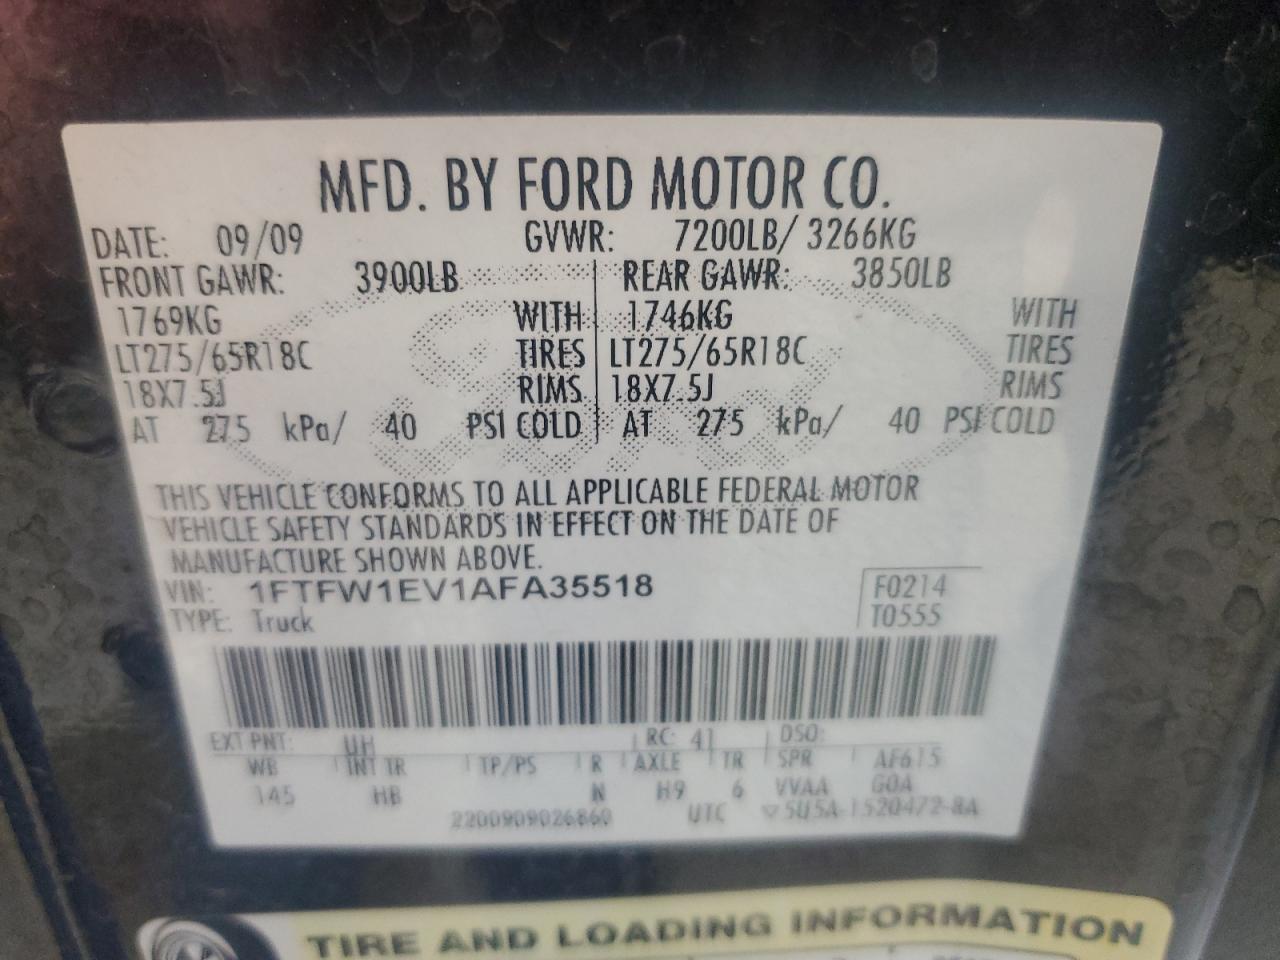 MFD. BY FORD MOTOR CO.
DATE: 09/09 GVWR: 7200LB/ 3266KG
FRONT GAWR: 3900LB REAR GAWR: 3850LB
1769KG WITH 1746KG WITH
LT275/65R18C TIRES LT275/65R18C TIRES
18X7.5J RIMS 18X7.5J RIMS
AT 275 kPa/ 40 PSI COLD AT 275 kPa/ 40 PSI COLD
THIS VEHICLE CONFORMS TO ALL APPLICABLE FEDERAL MOTOR
VEHICLE SAFETY STANDARDS IN EFFECT ON THE DATE OF
MANUFACTURE SHOWN ABOVE.
VIN: 1FTFW1EV1AFA35518 F0214
TYPE: Truck T0555
EXT PNT: UH RC: 41 DSO:
WB INT TR TP/PS R AXLE TR SPR AF615
145 HB N H9 6 VVAA GOA
2200909026860 UTC ▽5U5A-1520472-BA
TIRE AND LOADING INFORMATION